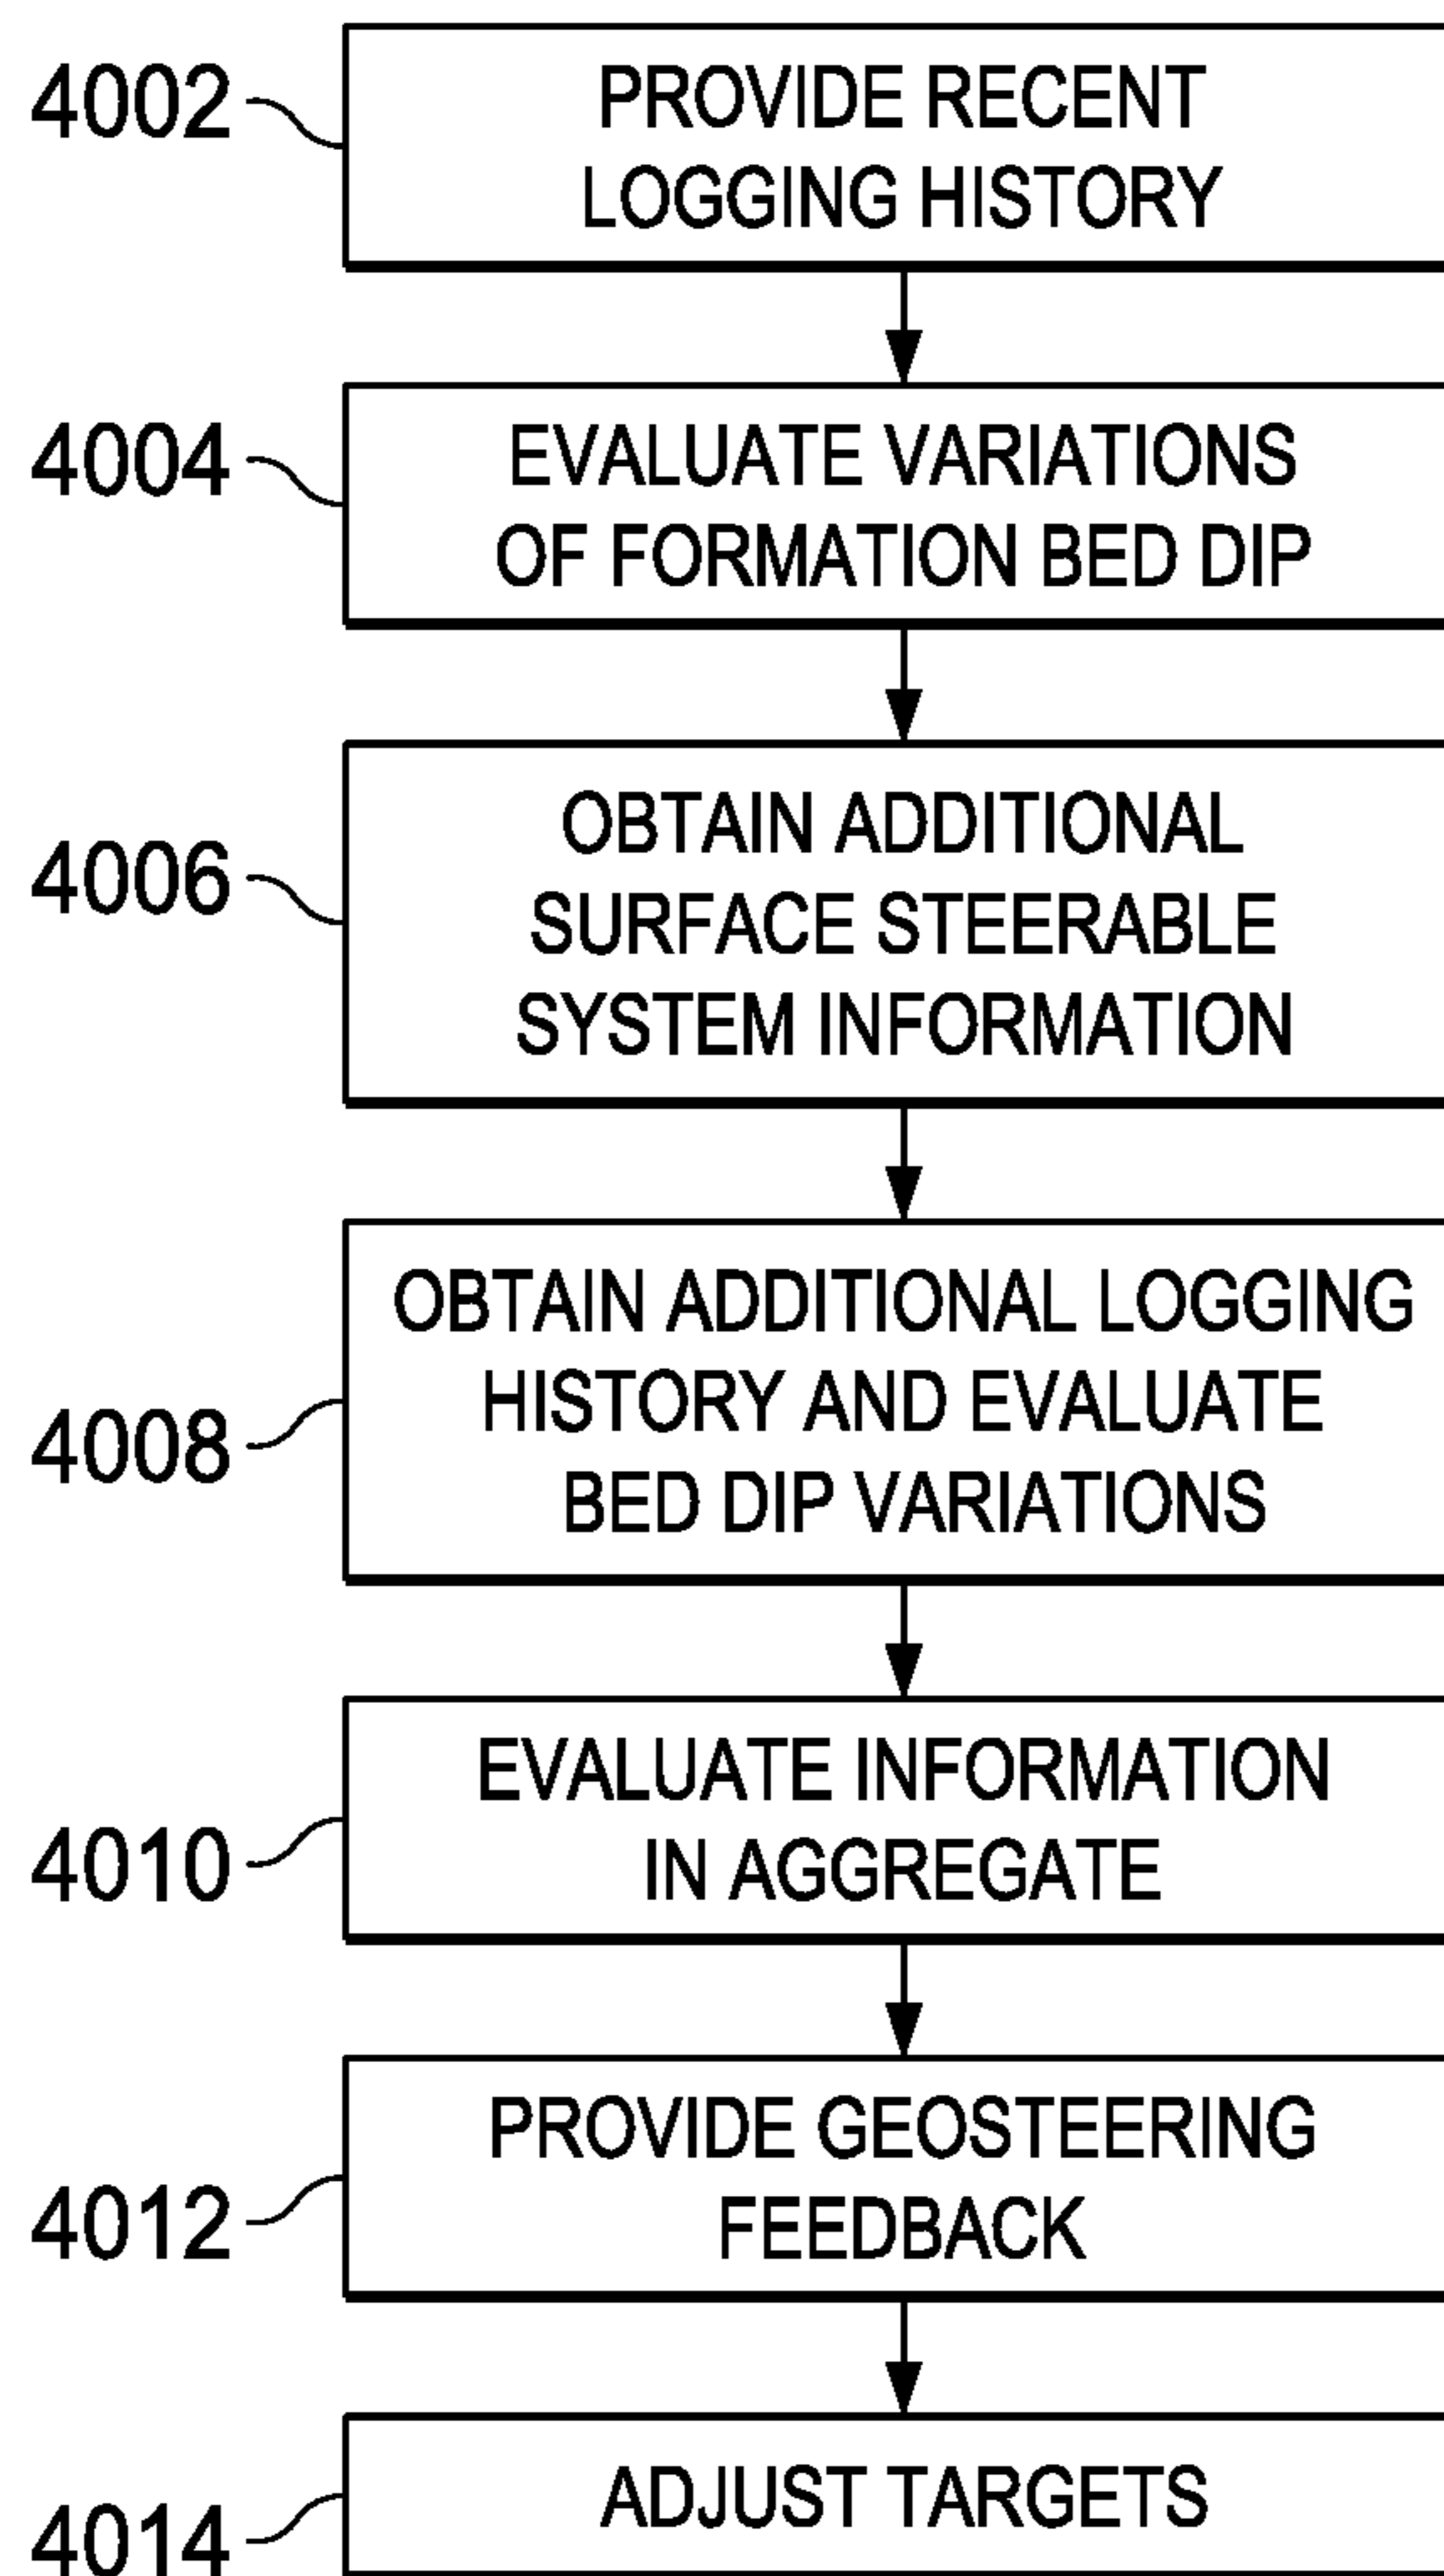 4002
PROVIDE RECENT
LOGGING HISTORY
4004
EVALUATE VARIATIONS
OF FORMATION BED DIP
4006
OBTAIN ADDITIONAL
SURFACE STEERABLE
SYSTEM INFORMATION
4008
OBTAIN ADDITIONAL LOGGING
HISTORY AND EVALUATE
BED DIP VARIATIONS
4010
EVALUATE INFORMATION
IN AGGREGATE
4012
PROVIDE GEOSTEERING
FEEDBACK
4014
ADJUST TARGETS